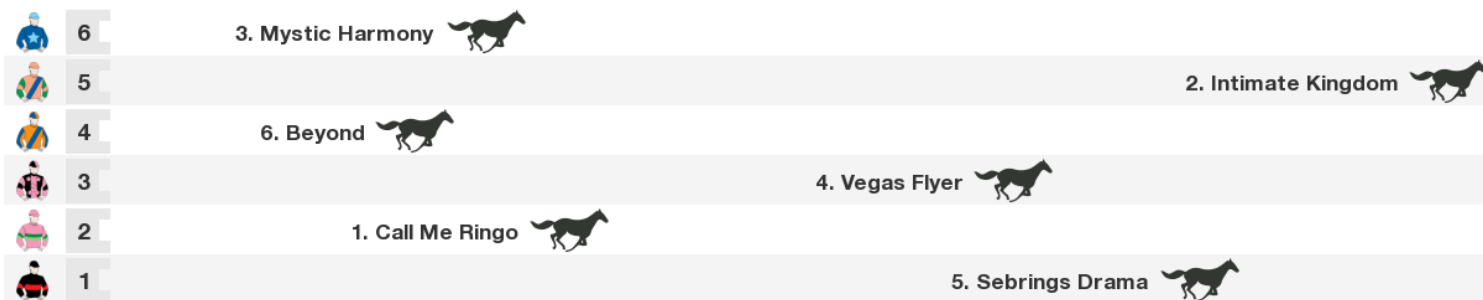 6 3. Mystic Harmony
5 2. Intimate Kingdom
4 6. Beyond
3 4. Vegas Flyer
2 1. Call Me Ringo
1 5. Sebrings Drama